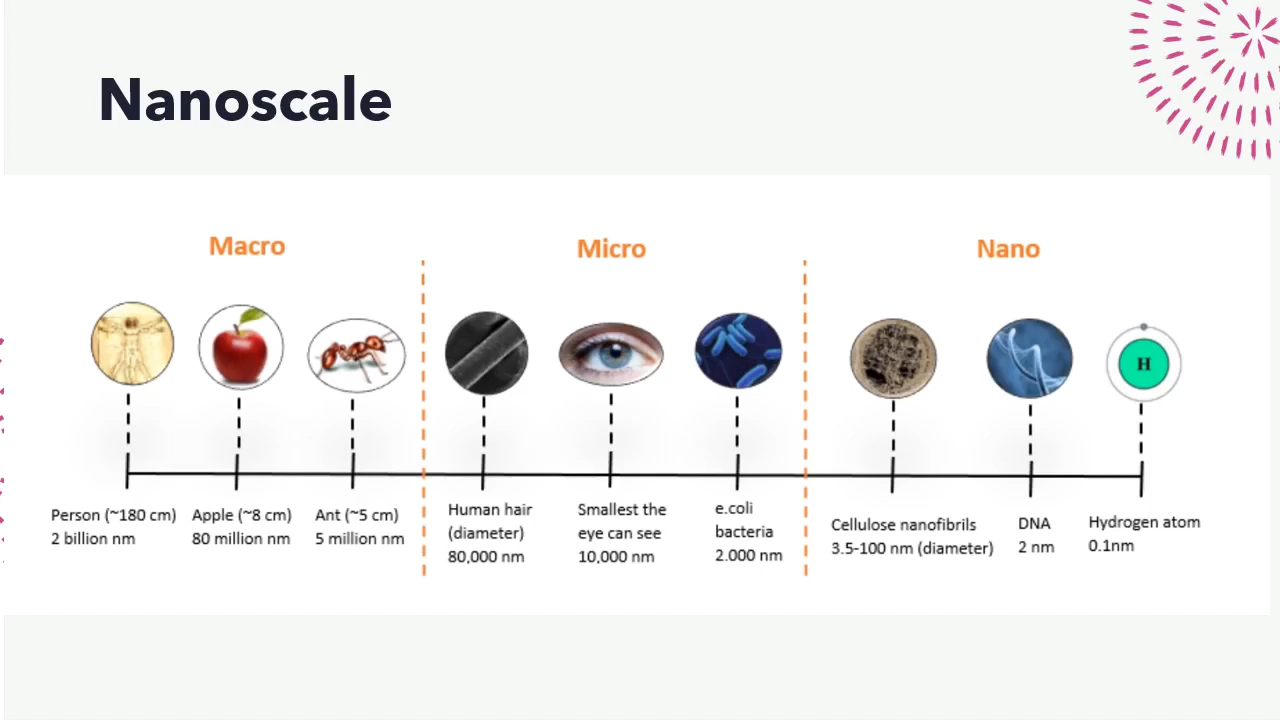 Nanoscale
Macro
Micro
Nano
H
Person (~180 cm)
2 billion nm
Apple (~8 cm)
80 million nm
Ant (~5 cm)
5 million nm
Human hair
(diameter)
80,000 nm
Smallest the
eye can see
10,000 nm
e.coli
bacteria
2.000 nm
Cellulose nanofibrils
3.5-100 nm (diameter)
DNA
2 nm
Hydrogen atom
0.1nm